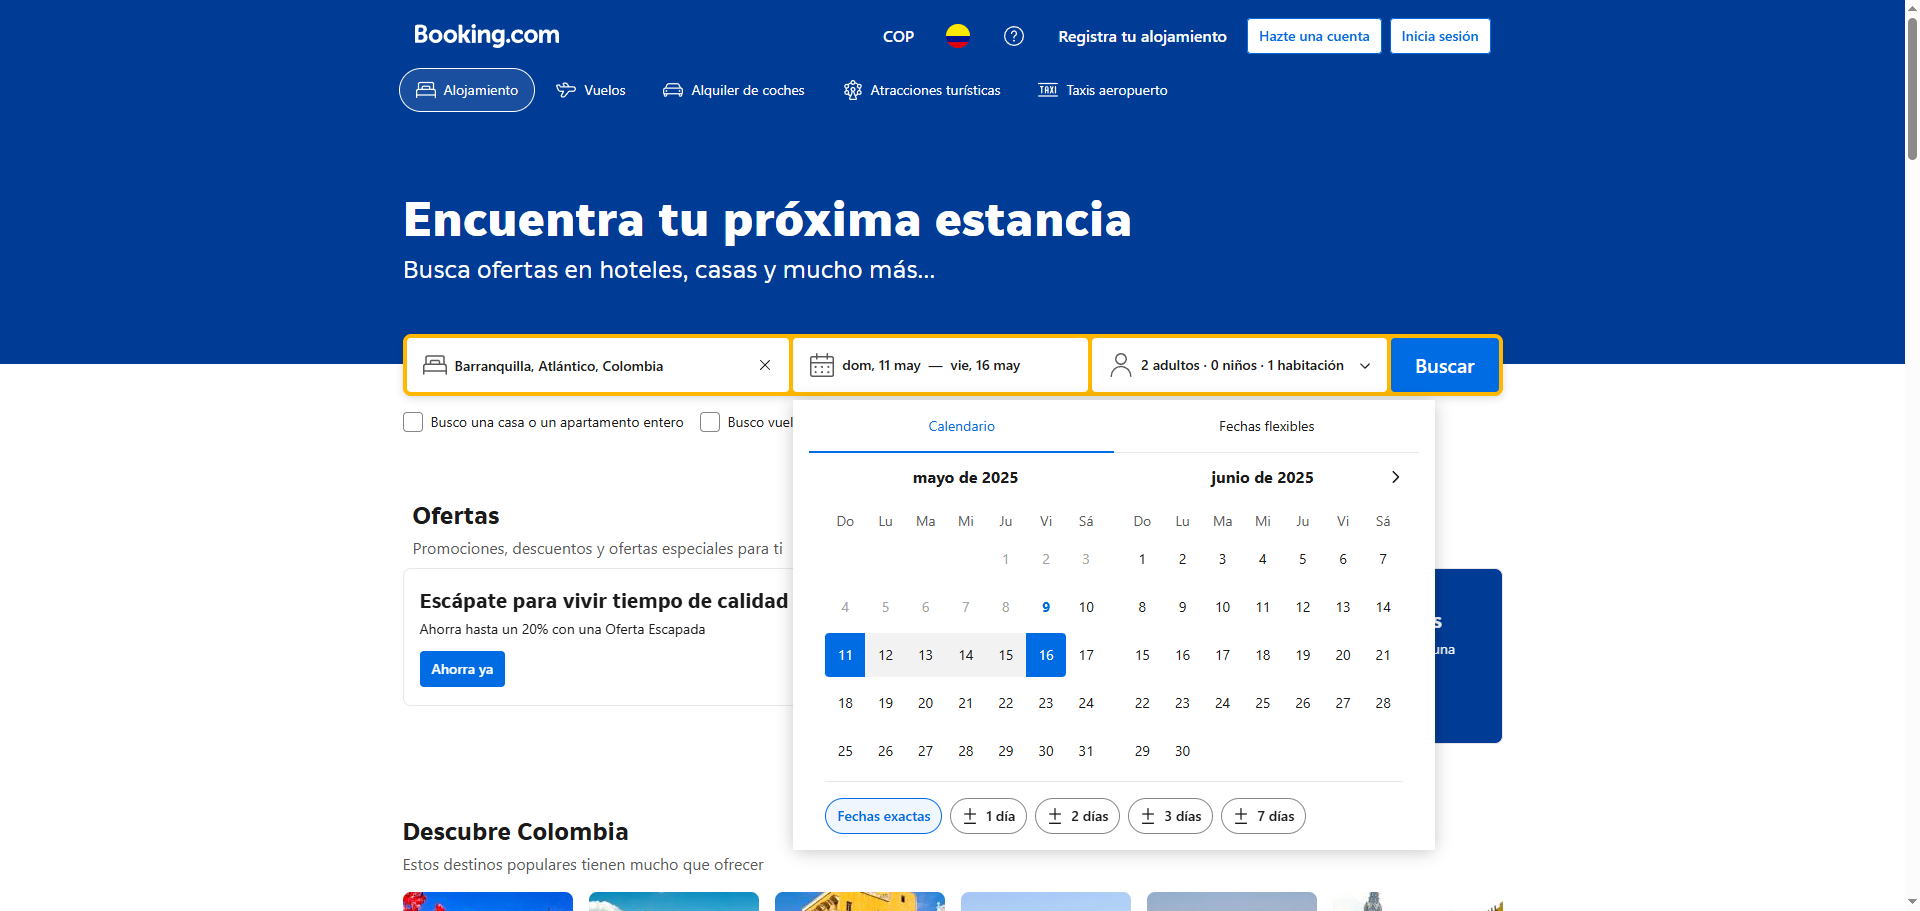 Booking.com
COP
Registra tu alojamiento
Hazte una cuenta
Inicia sesión
Alojamiento
Vuelos
Alquiler de coches
Atracciones turísticas
TAXI Taxis aeropuerto
Encuentra tu próxima estancia
Busca ofertas en hoteles, casas y mucho más...
Barranquilla, Atlántico, Colombia
dom, 11 may — vie, 16 may
2 adultos · 0 niños · 1 habitación
Buscar
Busco una casa o un apartamento entero
Busco vuel
Calendario
Fechas flexibles
mayo de 2025
Do Lu Ma Mi Ju Vi Sá
1 2 3
4 5 6 7 8 9 10
11 12 13 14 15 16 17
18 19 20 21 22 23 24
25 26 27 28 29 30 31
junio de 2025
Do Lu Ma Mi Ju Vi Sá
1 2 3 4 5 6 7
8 9 10 11 12 13 14
15 16 17 18 19 20 21
22 23 24 25 26 27 28
29 30
Fechas exactas
± 1 día
± 2 días
± 3 días
± 7 días
Ofertas
Promociones, descuentos y ofertas especiales para ti
Escápate para vivir tiempo de calidad
Ahorra hasta un 20% con una Oferta Escapada
Ahorra ya
s
una
Descubre Colombia
Estos destinos populares tienen mucho que ofrecer